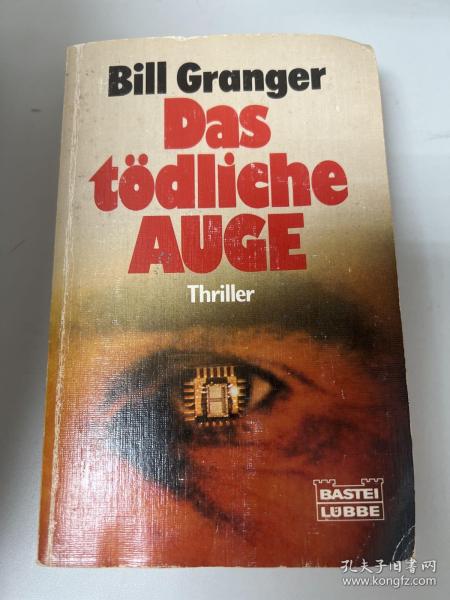 Bill Granger
Das
tödliche
AUGE
Thriller
BASTEI
LÜBBE
孔夫子旧书网
www.kongfz.com